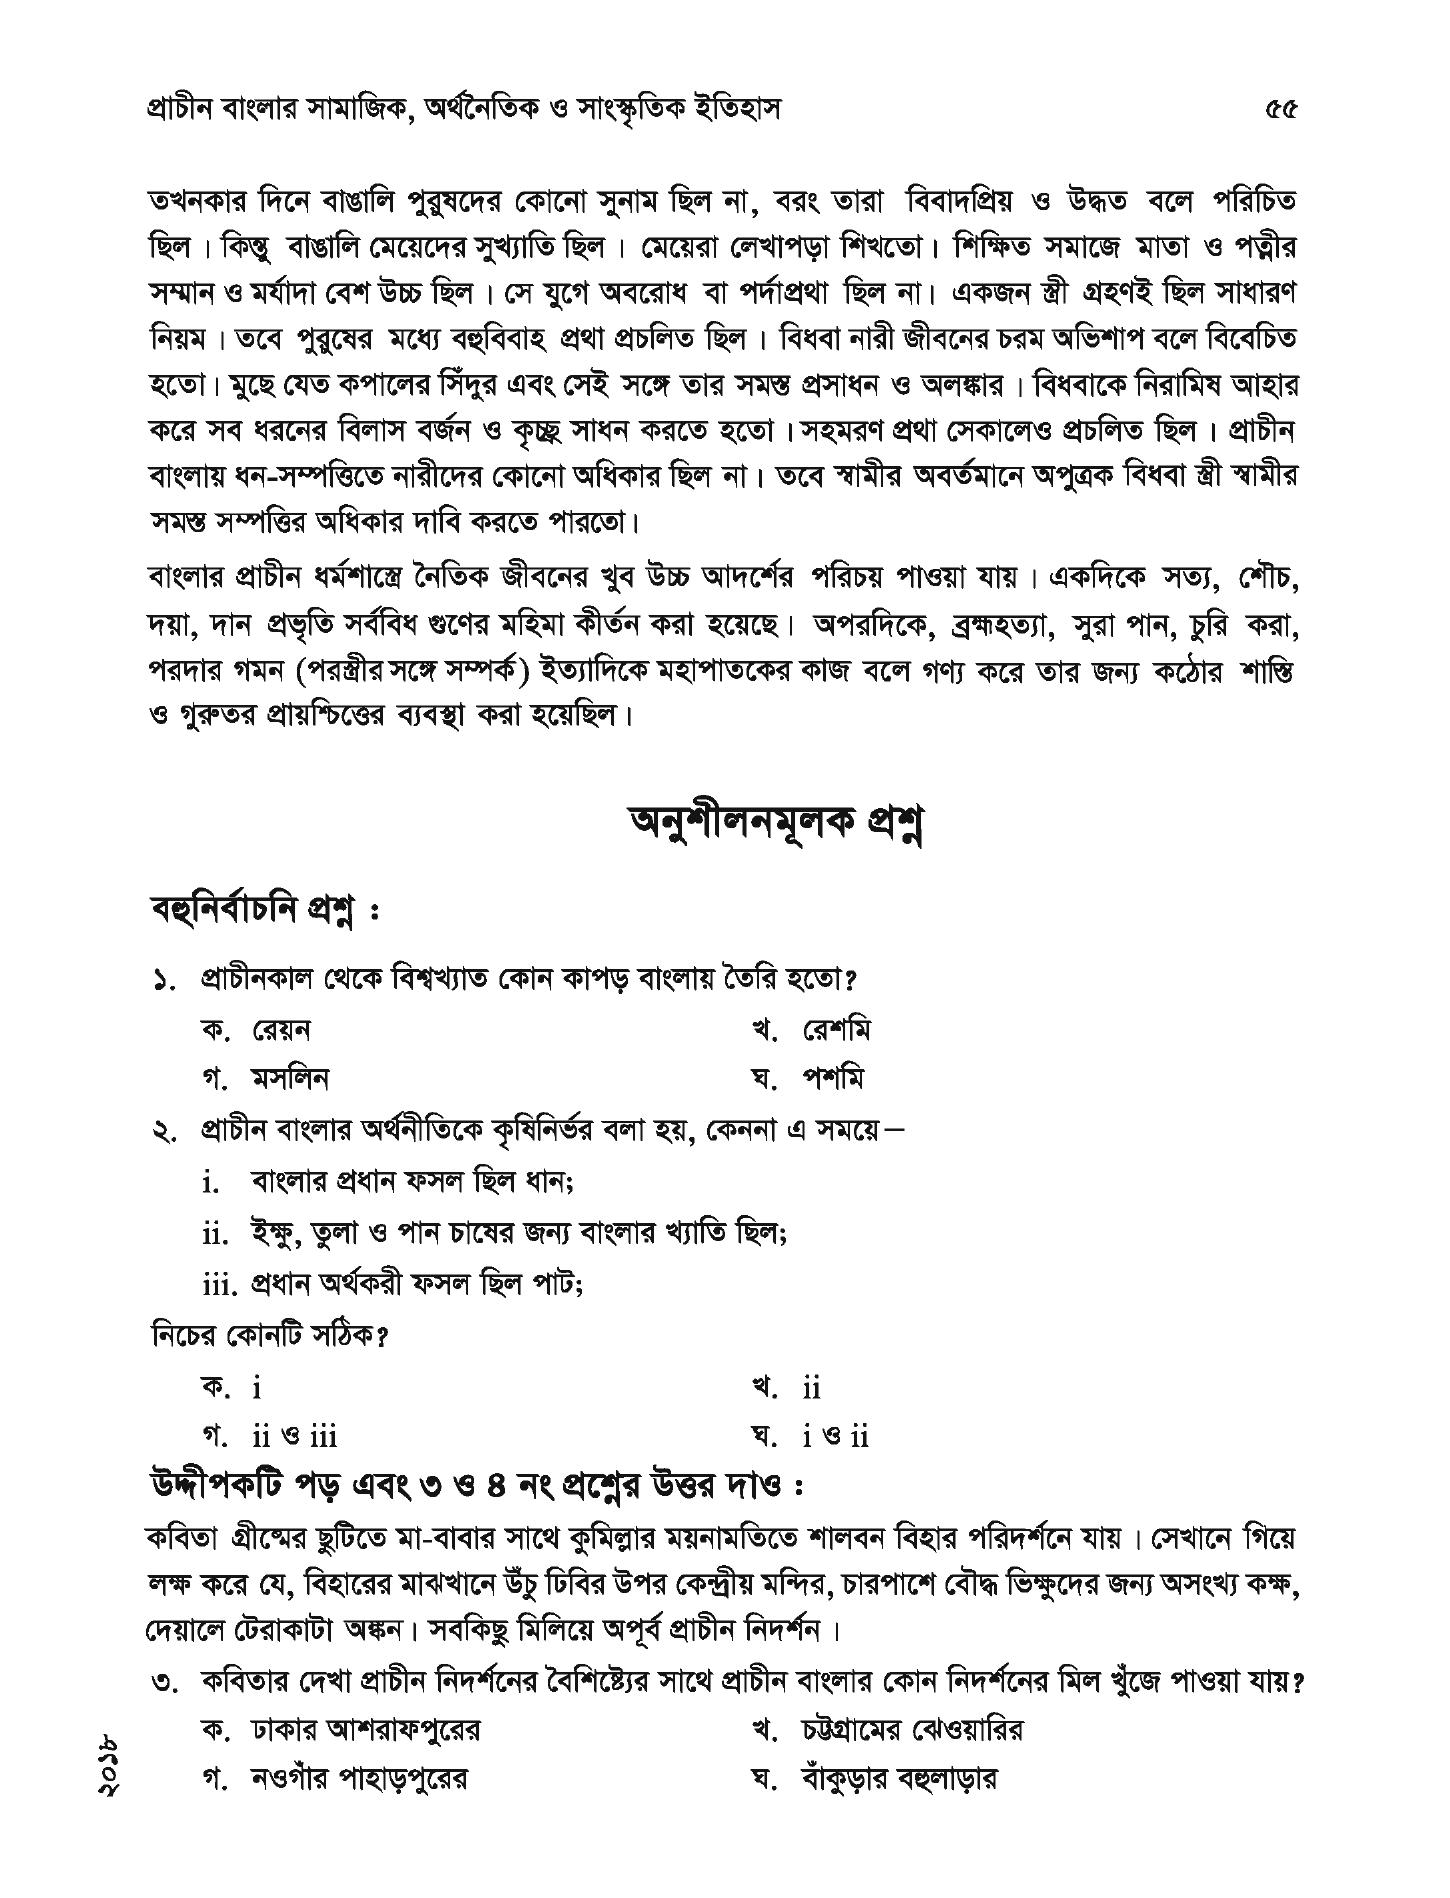 প্রাচীন বাংলার সামাজিক, অর্থনৈতিক ও সাংস্কৃতিক ইতিহাস ৫৫
তখনকার দিনে বাঙালি পুরুষদের কোনো সুনাম ছিল না, বরং তারা বিবাদপ্রিয় ও উদ্ধত বলে পরিচিত
ছিল। কিন্তু বাঙালি মেয়েদের সুখ্যাতি ছিল। মেয়েরা লেখাপড়া শিখতো। শিক্ষিত সমাজে মাতা ও পত্নীর
সম্মান ও মর্যাদা বেশ উচ্চ ছিল। সে যুগে অবরোধ বা পর্দাপ্রথা ছিল না। একজন স্ত্রী গ্রহণই ছিল সাধারণ
নিয়ম। তবে পুরুষের মধ্যে বহুবিবাহ প্রথা প্রচলিত ছিল। বিধবা নারী জীবনের চরম অভিশাপ বলে বিবেচিত
হতো। মুছে যেত কপালের সিঁদুর এবং সেই সঙ্গে তার সমস্ত প্রসাধন ও অলঙ্কার। বিধবাকে নিরামিষ আহার
করে সব ধরনের বিলাস বর্জন ও কৃচ্ছ্র সাধন করতে হতো। সহমরণ প্রথা সেকালেও প্রচলিত ছিল। প্রাচীন
বাংলায় ধন-সম্পত্তিতে নারীদের কোনো অধিকার ছিল না। তবে স্বামীর অবর্তমানে অপুত্রক বিধবা স্ত্রী স্বামীর
সমস্ত সম্পত্তির অধিকার দাবি করতে পারতো।
বাংলার প্রাচীন ধর্মশাস্ত্রে নৈতিক জীবনের খুব উচ্চ আদর্শের পরিচয় পাওয়া যায়। একদিকে সত্য, শৌচ,
দয়া, দান প্রভৃতি সর্ববিধ গুণের মহিমা কীর্তন করা হয়েছে। অপরদিকে, ব্রহ্মহত্যা, সুরা পান, চুরি করা,
পরদার গমন (পরস্ত্রীর সঙ্গে সম্পর্ক) ইত্যাদিকে মহাপাতকের কাজ বলে গণ্য করে তার জন্য কঠোর শাস্তি
ও গুরুতর প্রায়শ্চিত্তের ব্যবস্থা করা হয়েছিল।
অনুশীলনমূলক প্রশ্ন
বহুনির্বাচনি প্রশ্ন :
১. প্রাচীনকাল থেকে বিশ্বখ্যাত কোন কাপড় বাংলায় তৈরি হতো?
ক. রেয়ন খ. রেশমি
গ. মসলিন ঘ. পশমি
২. প্রাচীন বাংলার অর্থনীতিকে কৃষিনির্ভর বলা হয়, কেননা এ সময়ে–
i. বাংলার প্রধান ফসল ছিল ধান;
ii. ইক্ষু, তুলা ও পান চাষের জন্য বাংলার খ্যাতি ছিল;
iii. প্রধান অর্থকরী ফসল ছিল পাট;
নিচের কোনটি সঠিক?
ক. i খ. ii
গ. ii ও iii ঘ. i ও ii
উদ্দীপকটি পড় এবং ৩ ও ৪ নং প্রশ্নের উত্তর দাও :
কবিতা গ্রীষ্মের ছুটিতে মা-বাবার সাথে কুমিল্লার ময়নামতিতে শালবন বিহার পরিদর্শনে যায়। সেখানে গিয়ে
লক্ষ করে যে, বিহারের মাঝখানে উঁচু ঢিবির উপর কেন্দ্রীয় মন্দির, চারপাশে বৌদ্ধ ভিক্ষুদের জন্য অসংখ্য কক্ষ,
দেয়ালে টেরাকাটা অঙ্কন। সবকিছু মিলিয়ে অপূর্ব প্রাচীন নিদর্শন।
৩. কবিতার দেখা প্রাচীন নিদর্শনের বৈশিষ্ট্যের সাথে প্রাচীন বাংলার কোন নিদর্শনের মিল খুঁজে পাওয়া যায়?
ক. ঢাকার আশরাফপুরের খ. চট্টগ্রামের ঝেওয়ারির
গ. নওগাঁর পাহাড়পুরের ঘ. বাঁকুড়ার বহুলাড়ার
২০১৮